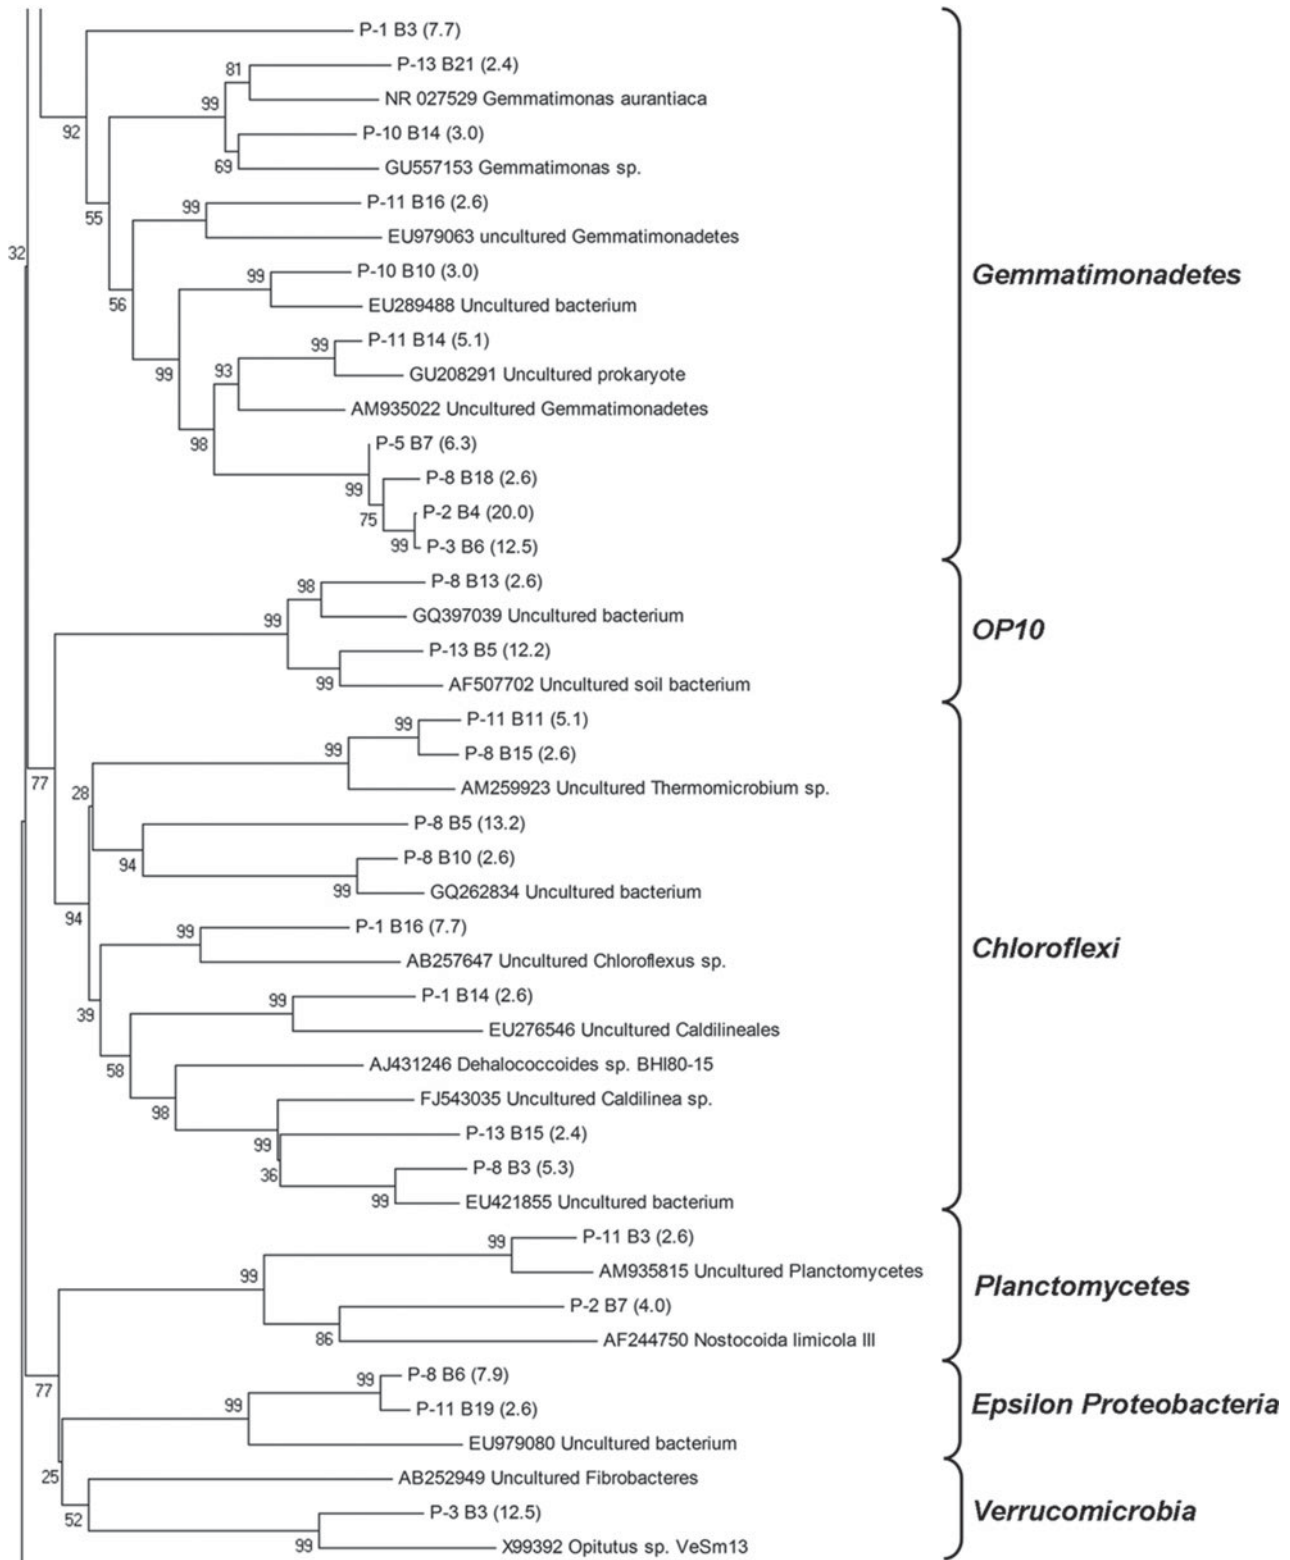 P-1 B3 (7.7)
81
P-13 B21 (2.4)
99
NR 027529 Gemmatimonas aurantiaca
92
P-10 B14 (3.0)
69
GU557153 Gemmatimonas sp.
99
P-11 B16 (2.6)
55
EU979063 uncultured Gemmatimonadetes
32
99
P-10 B10 (3.0)
Gemmatimonadetes
56
EU289488 Uncultured bacterium
99
P-11 B14 (5.1)
99
93
GU208291 Uncultured prokaryote
AM935022 Uncultured Gemmatimonadetes
98
P-5 B7 (6.3)
P-8 B18 (2.6)
99
75
P-2 B4 (20.0)
99
P-3 B6 (12.5)
98
P-8 B13 (2.6)
99
GQ397039 Uncultured bacterium
OP10
P-13 B5 (12.2)
99
AF507702 Uncultured soil bacterium
99
P-11 B11 (5.1)
99
P-8 B15 (2.6)
77
28
AM259923 Uncultured Thermomicrobium sp.
P-8 B5 (13.2)
94
P-8 B10 (2.6)
99
GQ262834 Uncultured bacterium
94
99
P-1 B16 (7.7)
Chloroflexi
AB257647 Uncultured Chloroflexus sp.
39
99
P-1 B14 (2.6)
EU276546 Uncultured Caldilineales
58
AJ431246 Dehalococcoides sp. BHI80-15
98
FJ543035 Uncultured Caldilinea sp.
99
P-13 B15 (2.4)
36
P-8 B3 (5.3)
99
EU421855 Uncultured bacterium
99
P-11 B3 (2.6)
99
AM935815 Uncultured Planctomycetes
Planctomycetes
P-2 B7 (4.0)
86
AF244750 Nostocoida limicola III
77
99
P-8 B6 (7.9)
99
P-11 B19 (2.6)
Epsilon Proteobacteria
EU979080 Uncultured bacterium
25
AB252949 Uncultured Fibrobacteres
52
P-3 B3 (12.5)
Verrucomicrobia
99
X99392 Opitutus sp. VeSm13